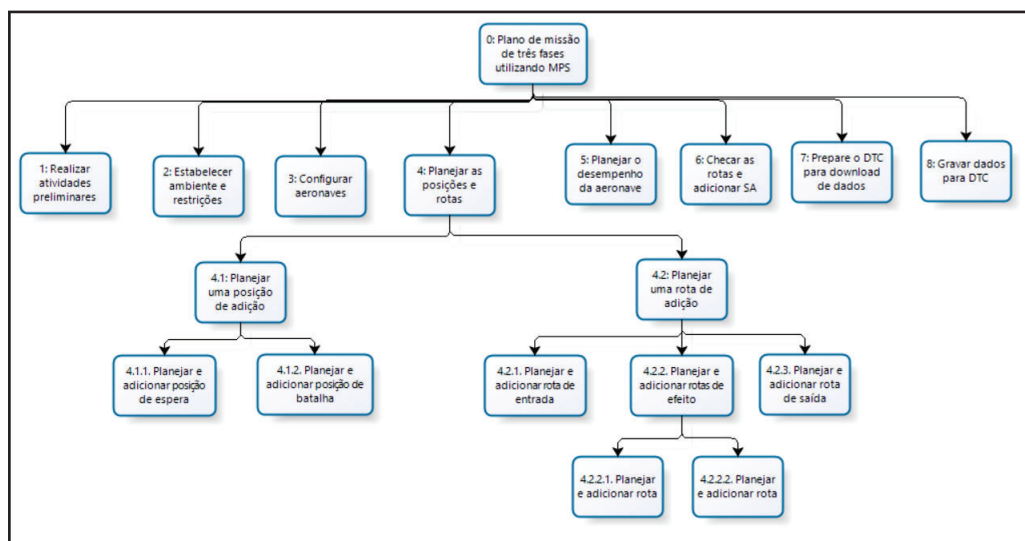 0: Plano de missão
de três fases
utilizando MPS
1: Realizar
atividades
preliminares
2: Estabelecer
ambiente e
restrições
3: Configurar
aeronaves
4: Planejar as
posições e
rotas
5: Planejar o
desempenho
da aeronave
6: Checar as
rotas e
adicionar SA
7: Prepare o DTC
para download
de dados
8: Gravar dados
para DTC
4.1: Planejar
uma posição
de adição
4.2: Planejar
uma rota de
adição
4.1.1. Planejar e
adicionar posição
de espera
4.1.2. Planejar e
adicionar posição de
batalha
4.2.1. Planejar e
adicionar rota de
entrada
4.2.2. Planejar e
adicionar rotas de
efeito
4.2.3. Planejar e
adicionar rota
de saída
4.2.2.1. Planejar
e adicionar rota
4.2.2.2. Planejar
e adicionar rota